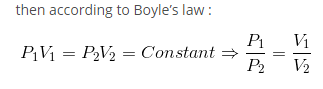 then according to Boyle's law :
P₁V₁ = P₂V₂ = Constant ⇒ P₁/P₂ = V₁/V₂